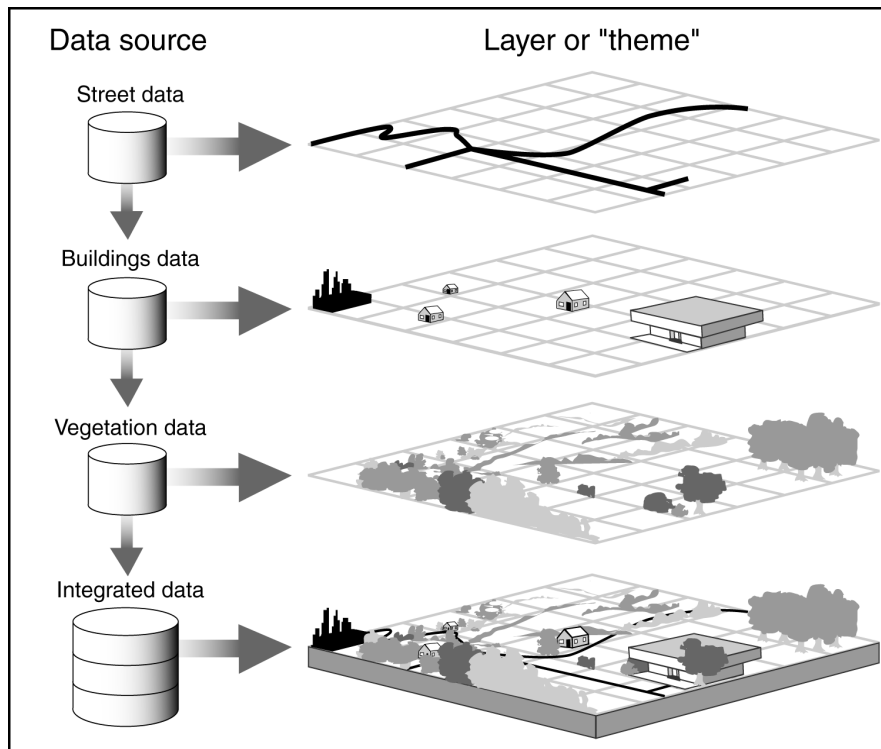 Data source
Layer or "theme"
Street data
Buildings data
Vegetation data
Integrated data